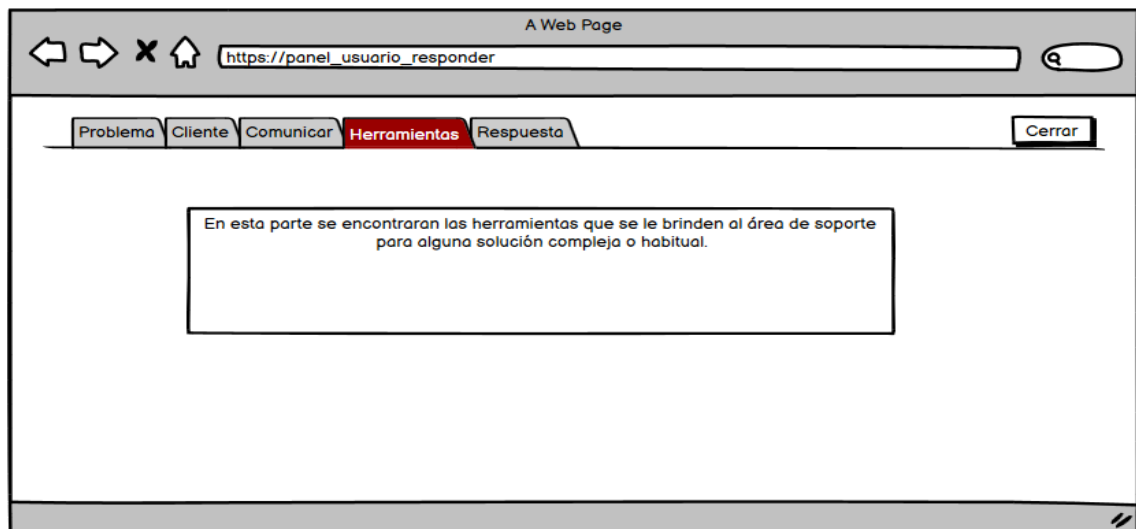 A Web Page
https://panel_usuario_responder
Problema Cliente Comunicar Herramientas Respuesta Cerrar
En esta parte se encontraran las herramientas que se le brinden al área de soporte
para alguna solución compleja o habitual.